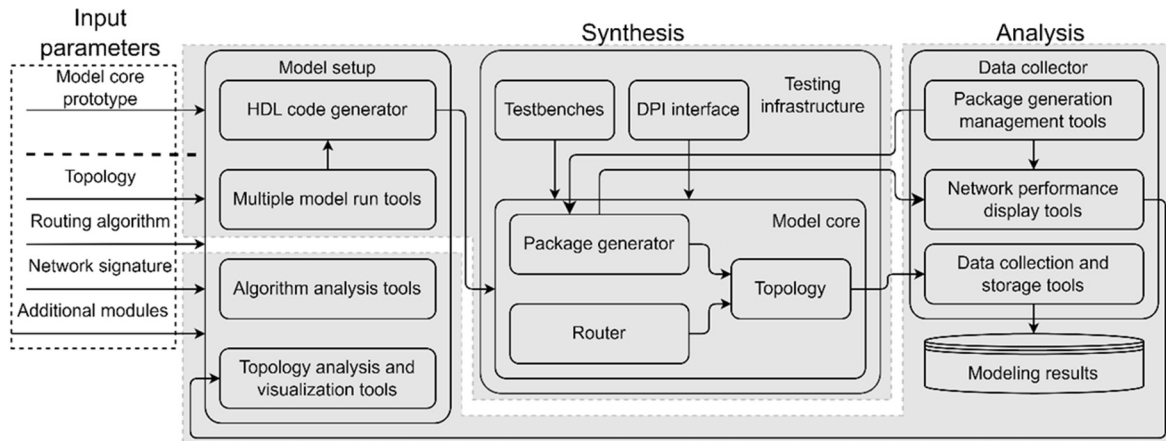 Input
parameters
Model core
prototype
Topology
Routing algorithm
Network signature
Additional modules
Model setup
HDL code generator
Multiple model run tools
Algorithm analysis tools
Topology analysis and
visualization tools
Synthesis
Testing
infrastructure
Testbenches
DPI interface
Model core
Package generator
Router
Topology
Analysis
Data collector
Package generation
management tools
Network performance
display tools
Data collection and
storage tools
Modeling results